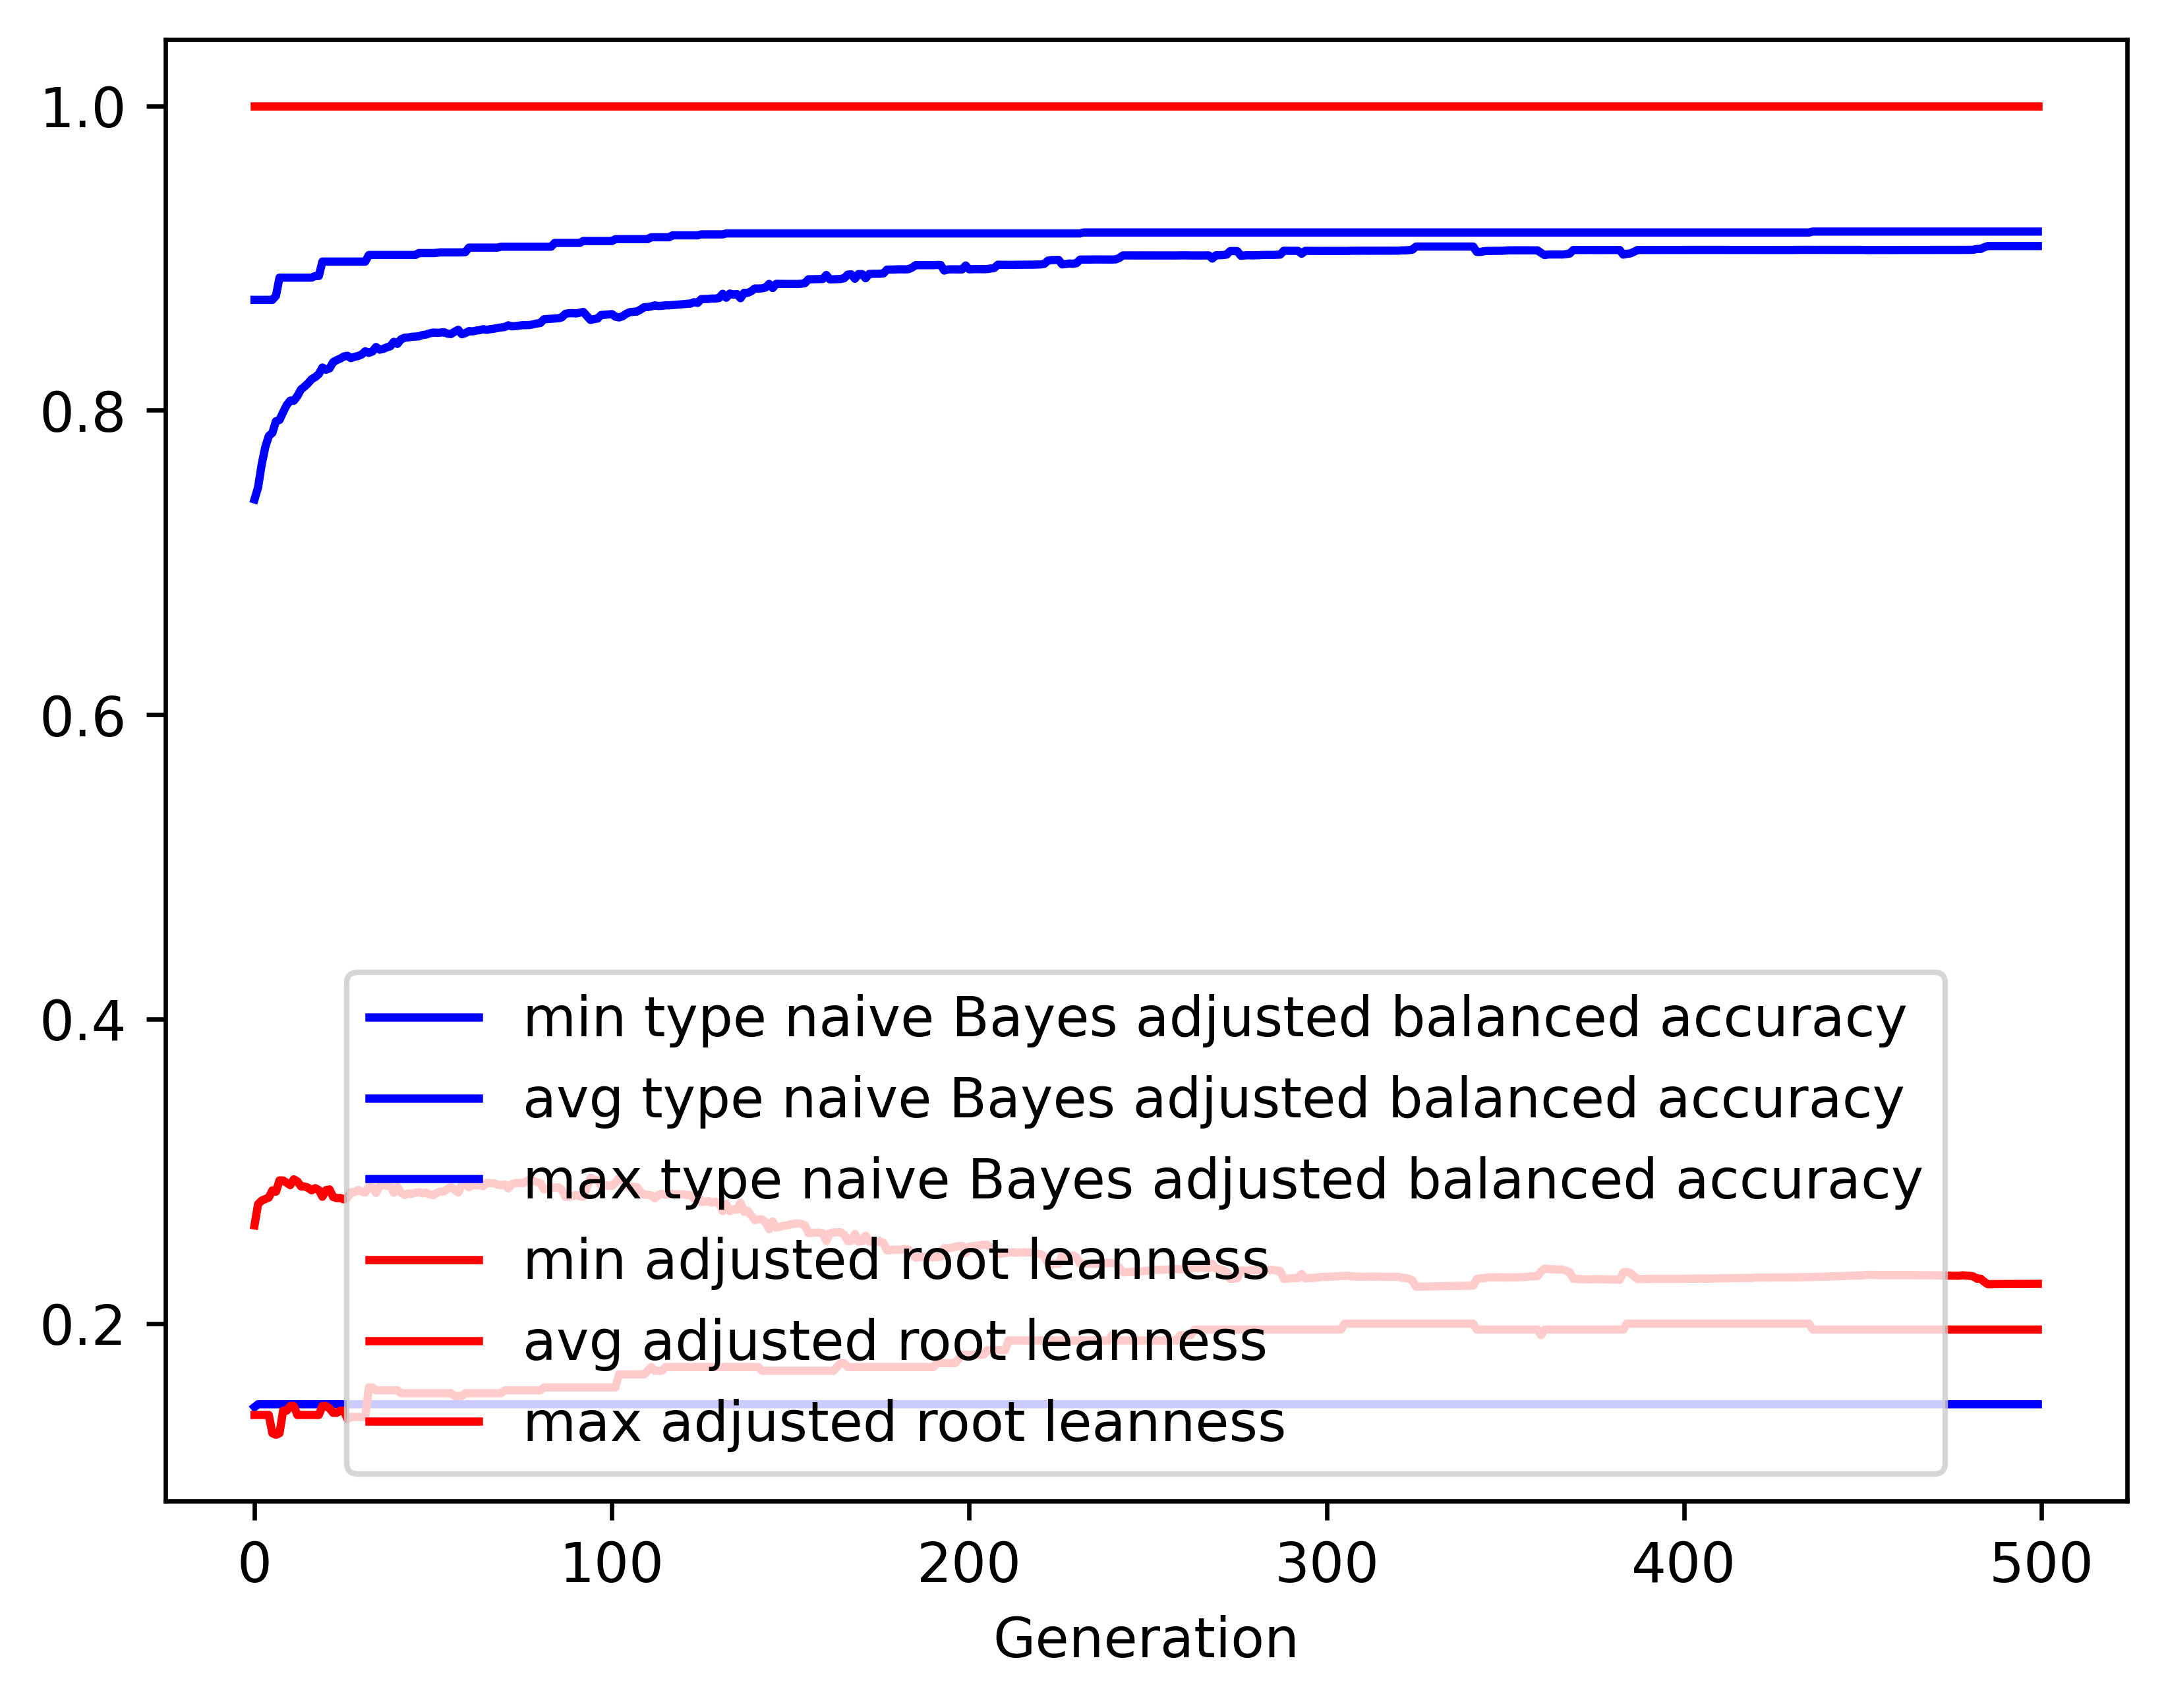 1.0
0.8
0.6
0.4
0.2
min type naive Bayes adjusted balanced accuracy
avg type naive Bayes adjusted balanced accuracy
max type naive Bayes adjusted balanced accuracy
min adjusted root leanness
avg adjusted root leanness
max adjusted root leanness
0 100 200 300 400 500
Generation